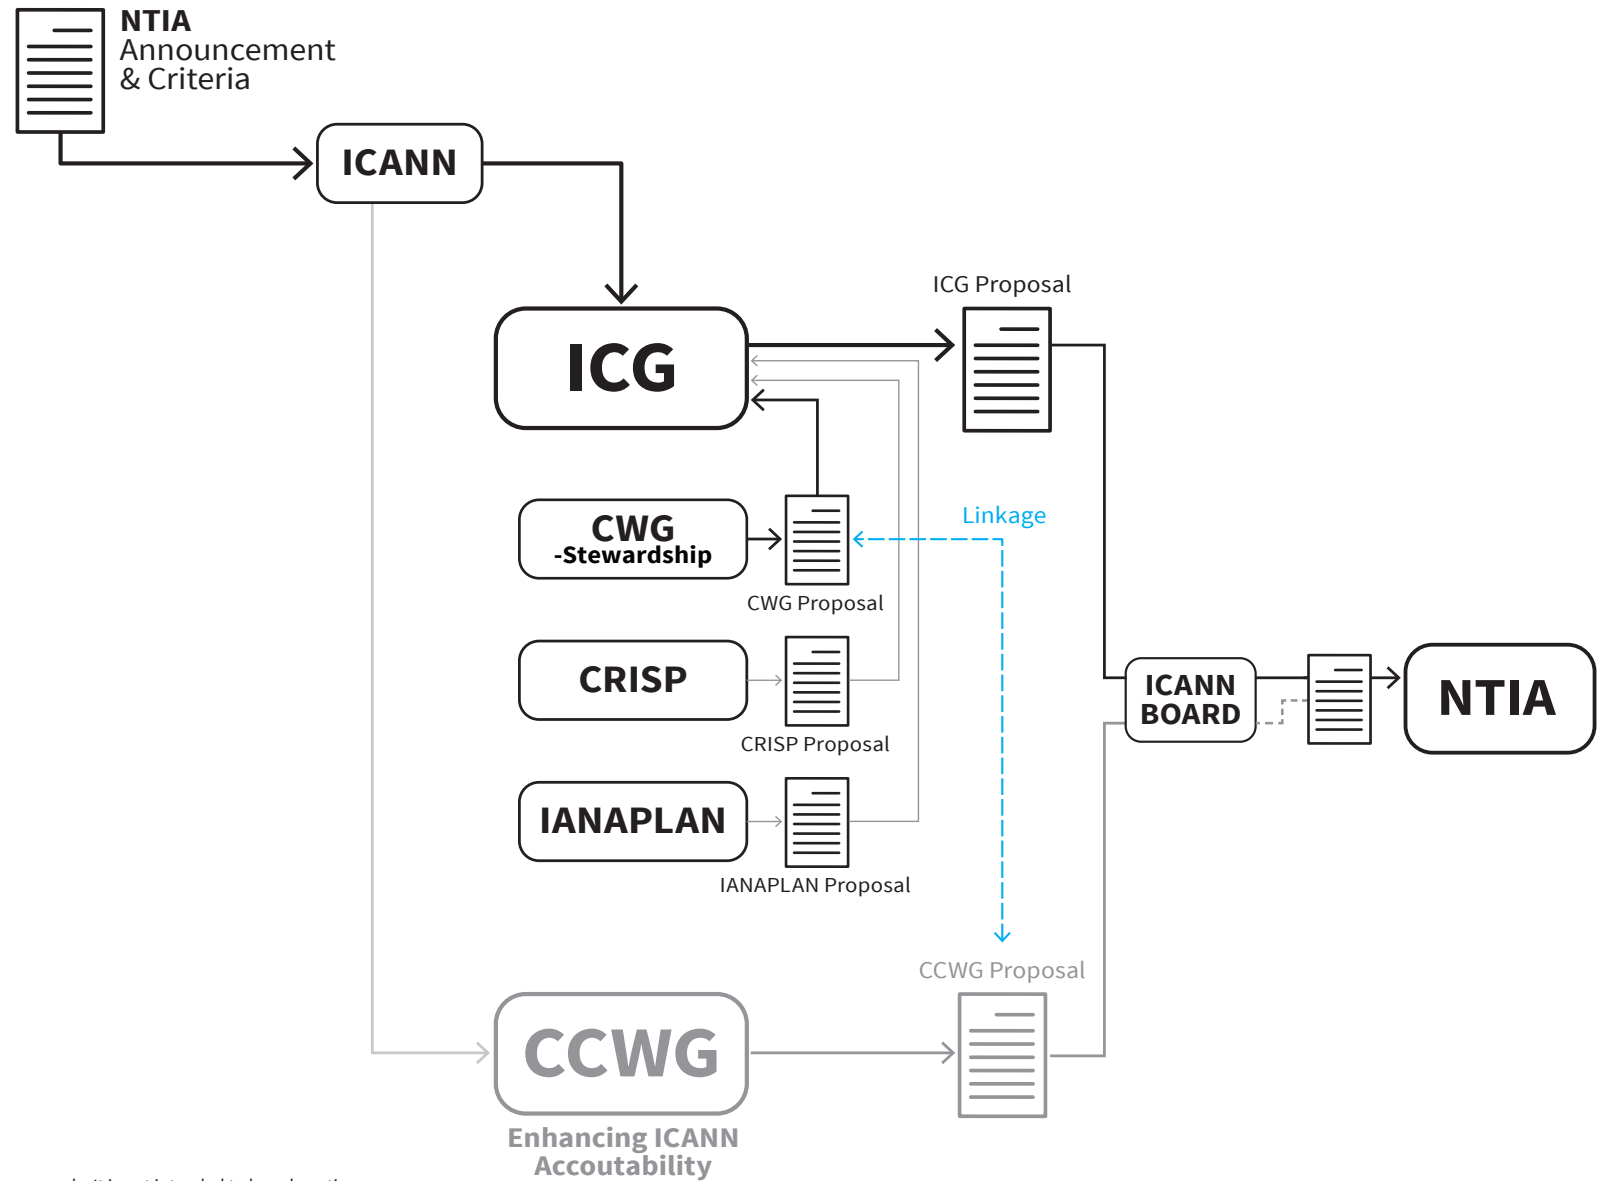 NTIA
Announcement
& Criteria
ICANN
ICG Proposal
ICG
Linkage
CWG
-Stewardship
CWG Proposal
CRISP
CRISP Proposal
ICANN
BOARD
NTIA
IANAPLAN
IANAPLAN Proposal
CCWG Proposal
CCWG
Enhancing ICANN
Accoutability